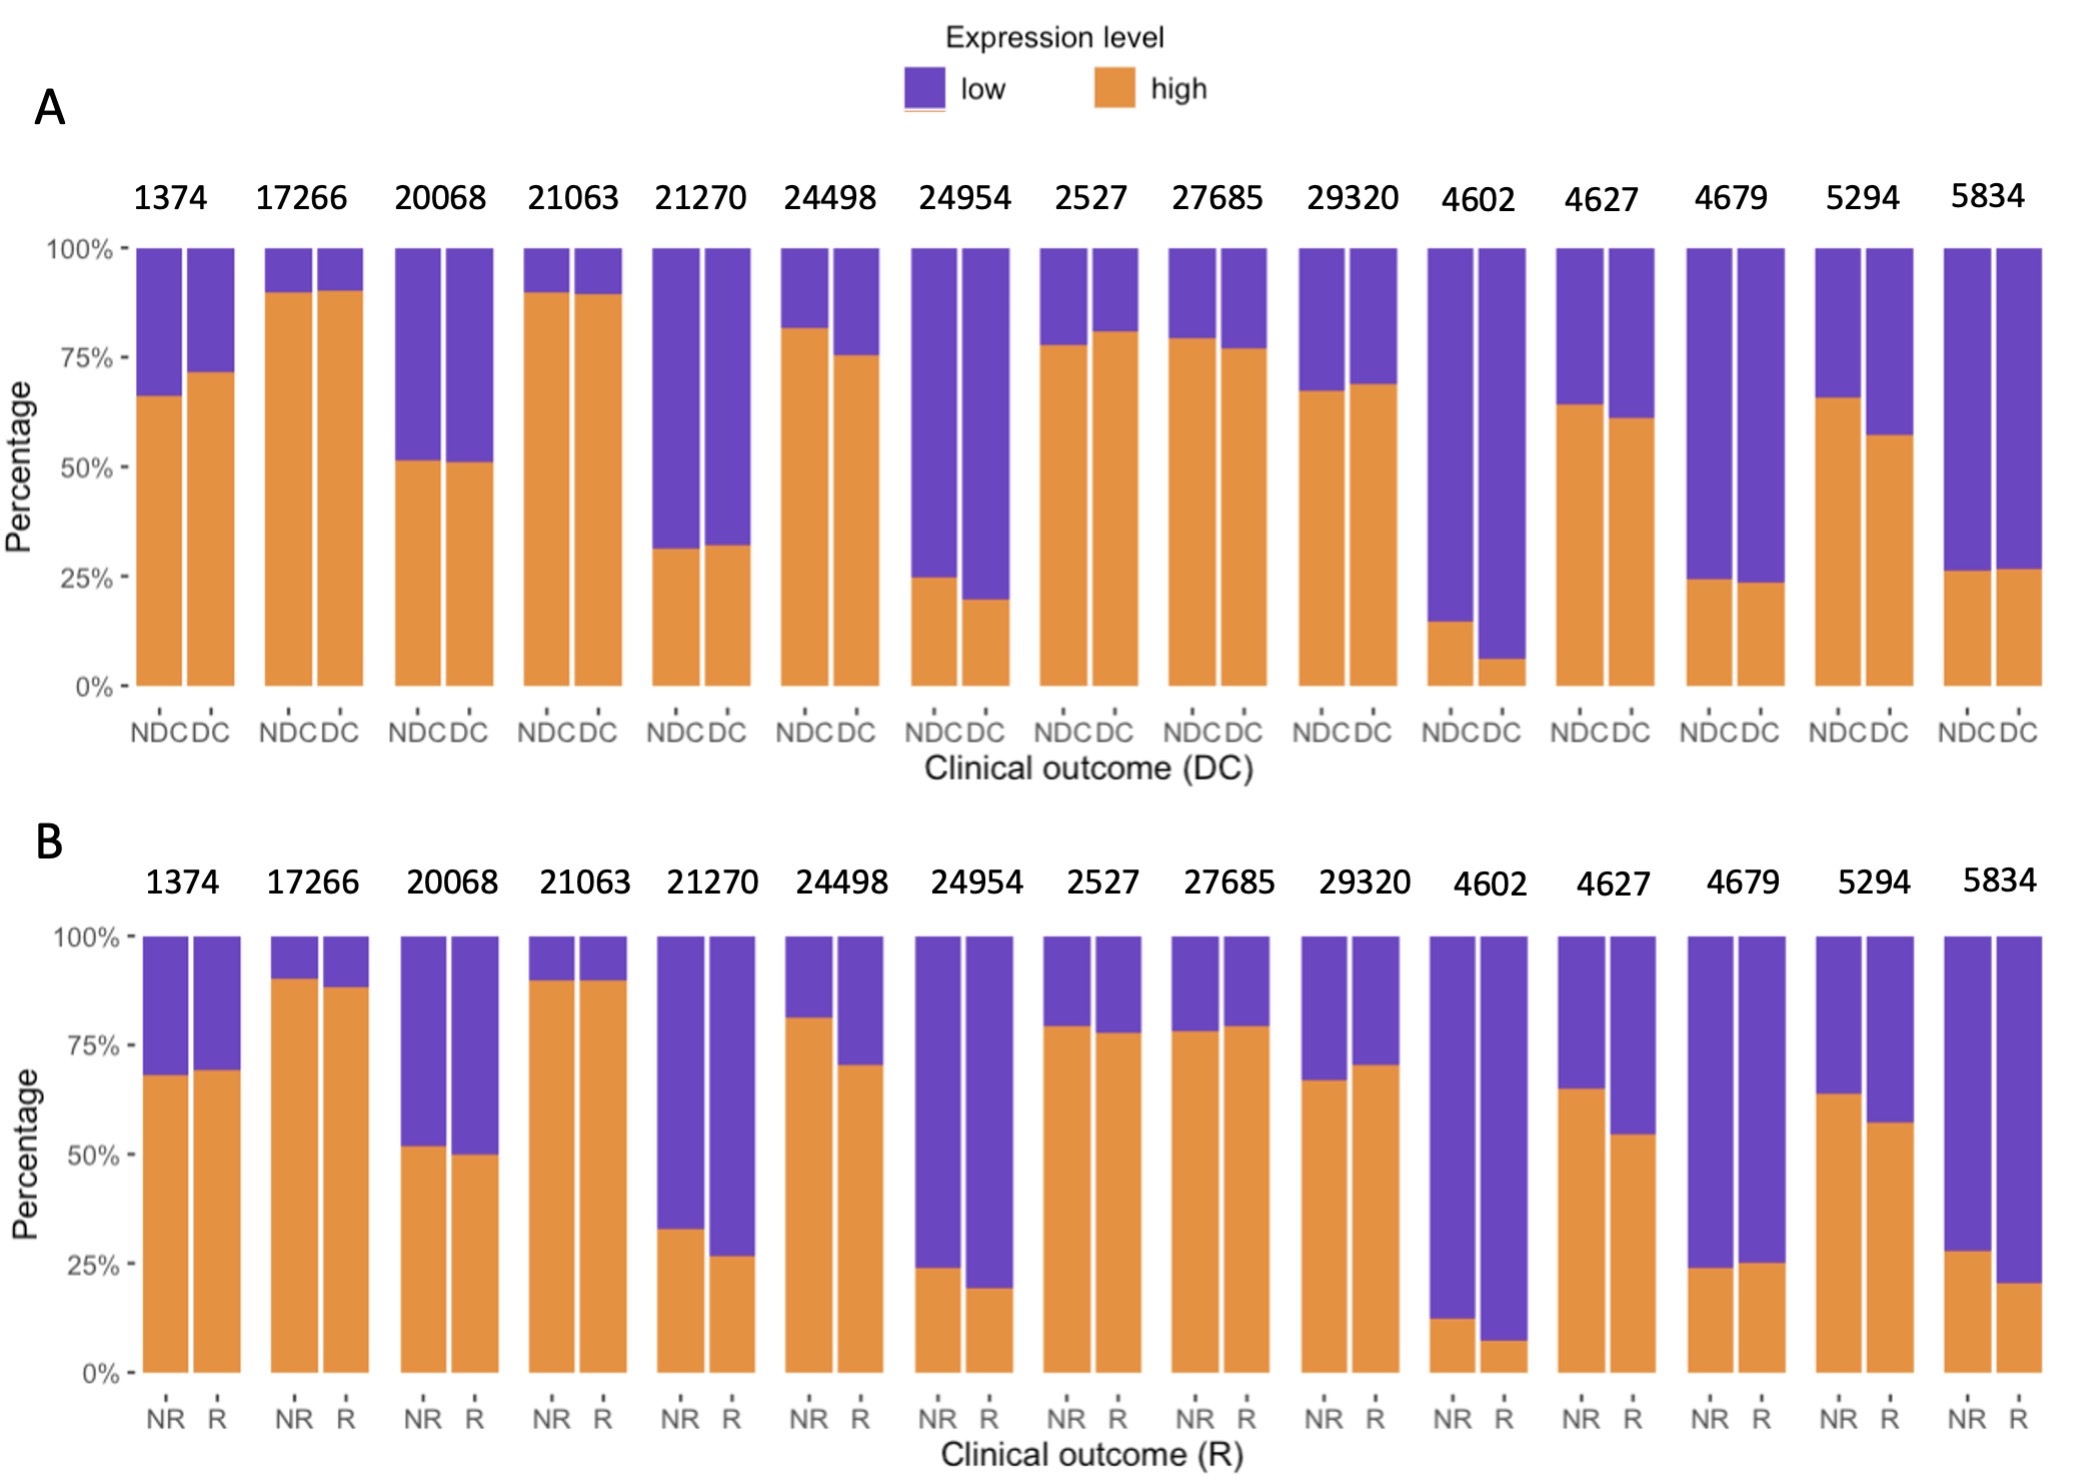 Expression level
low high
A
1374 17266 20068 21063 21270 24498 24954 2527 27685 29320 4602 4627 4679 5294 5834
100%
75%
50%
25%
0%
Percentage
NDC DC NDC DC NDC DC NDC DC NDC DC NDC DC NDC DC NDC DC NDC DC NDC DC NDC DC NDC DC NDC DC NDC DC NDC DC
Clinical outcome (DC)
B
1374 17266 20068 21063 21270 24498 24954 2527 27685 29320 4602 4627 4679 5294 5834
100%
75%
50%
25%
0%
Percentage
NR R NR R NR R NR R NR R NR R NR R NR R NR R NR R NR R NR R NR R NR R NR R
Clinical outcome (R)